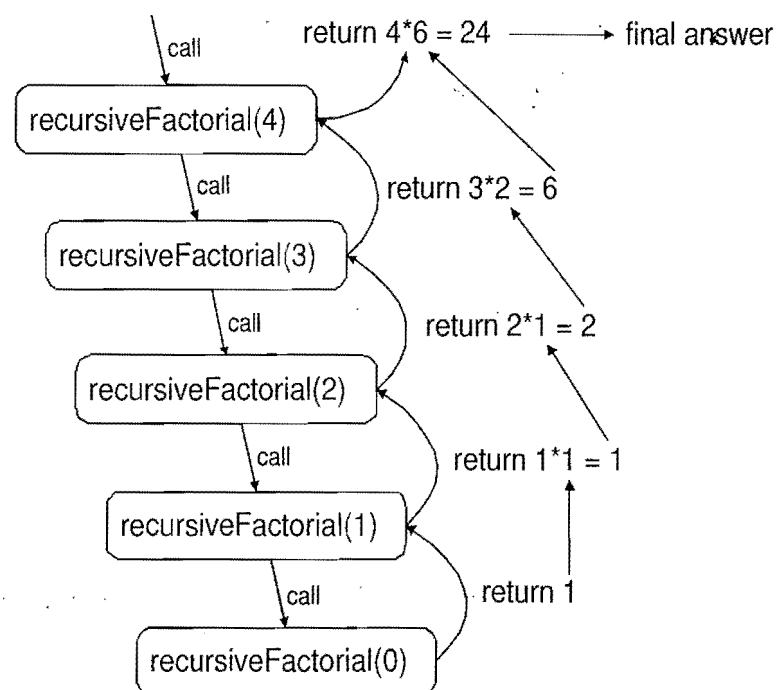 call
return 4*6 = 24
final answer
recursiveFactorial(4)
call
return 3*2 = 6
recursiveFactorial(3)
call
return 2*1 = 2
recursiveFactorial(2)
call
return 1*1 = 1
recursiveFactorial(1)
call
return 1
recursiveFactorial(0)